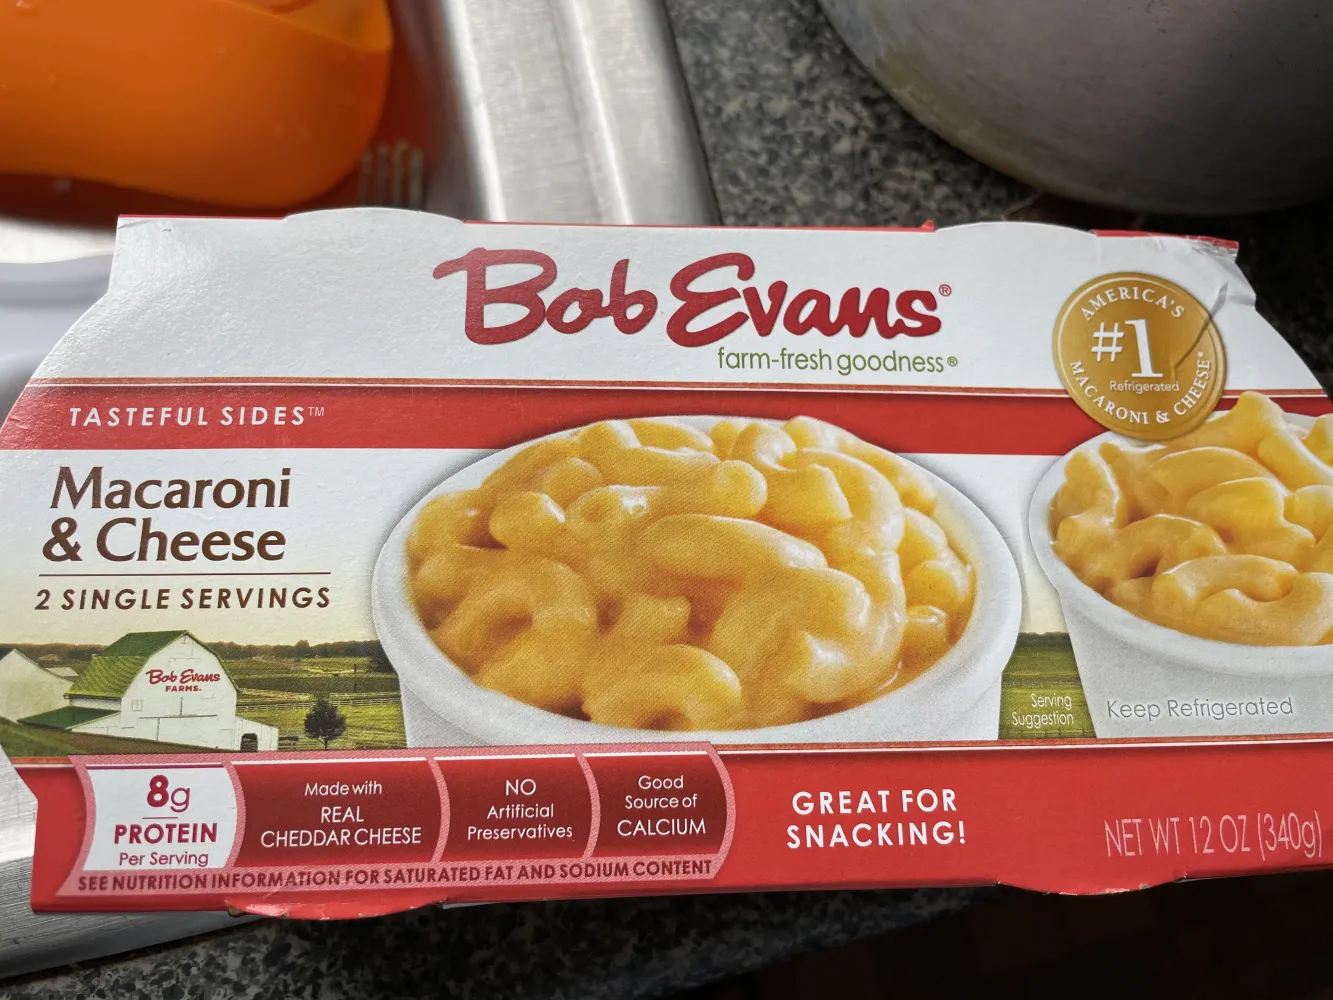 Bob Evans®
farm-fresh goodness®
AMERICA'S
#1
Refrigerated
MACARONI & CHEESE*
TASTEFUL SIDES™
Macaroni
& Cheese
2 SINGLE SERVINGS
Bob Evans
FARMS.
Serving
Suggestion
Keep Refrigerated
8g
PROTEIN
Per Serving
Made with
REAL
CHEDDAR CHEESE
NO
Artificial
Preservatives
Good
Source of
CALCIUM
SEE NUTRITION INFORMATION FOR SATURATED FAT AND SODIUM CONTENT
GREAT FOR
SNACKING!
NET WT 12 OZ (340g)